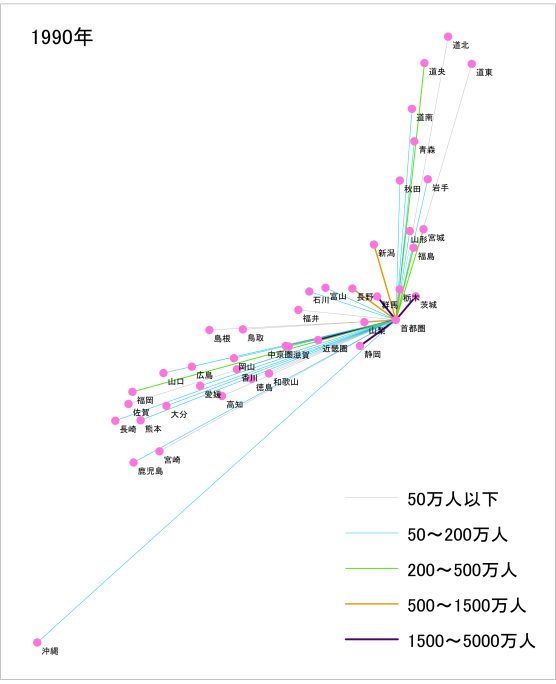 1990年
道北
道央
道東
道南
青森
秋田
岩手
山形
宮城
新潟
福島
石川
富山
長野
群馬
栃木
茨城
福井
山梨
首都圏
島根
鳥取
中京圏
滋賀
近畿圏
静岡
山口
広島
岡山
香川
徳島
和歌山
福岡
愛媛
佐賀
大分
高知
長崎
熊本
宮崎
鹿児島
沖縄
50万人以下
50～200万人
200～500万人
500～1500万人
1500～5000万人